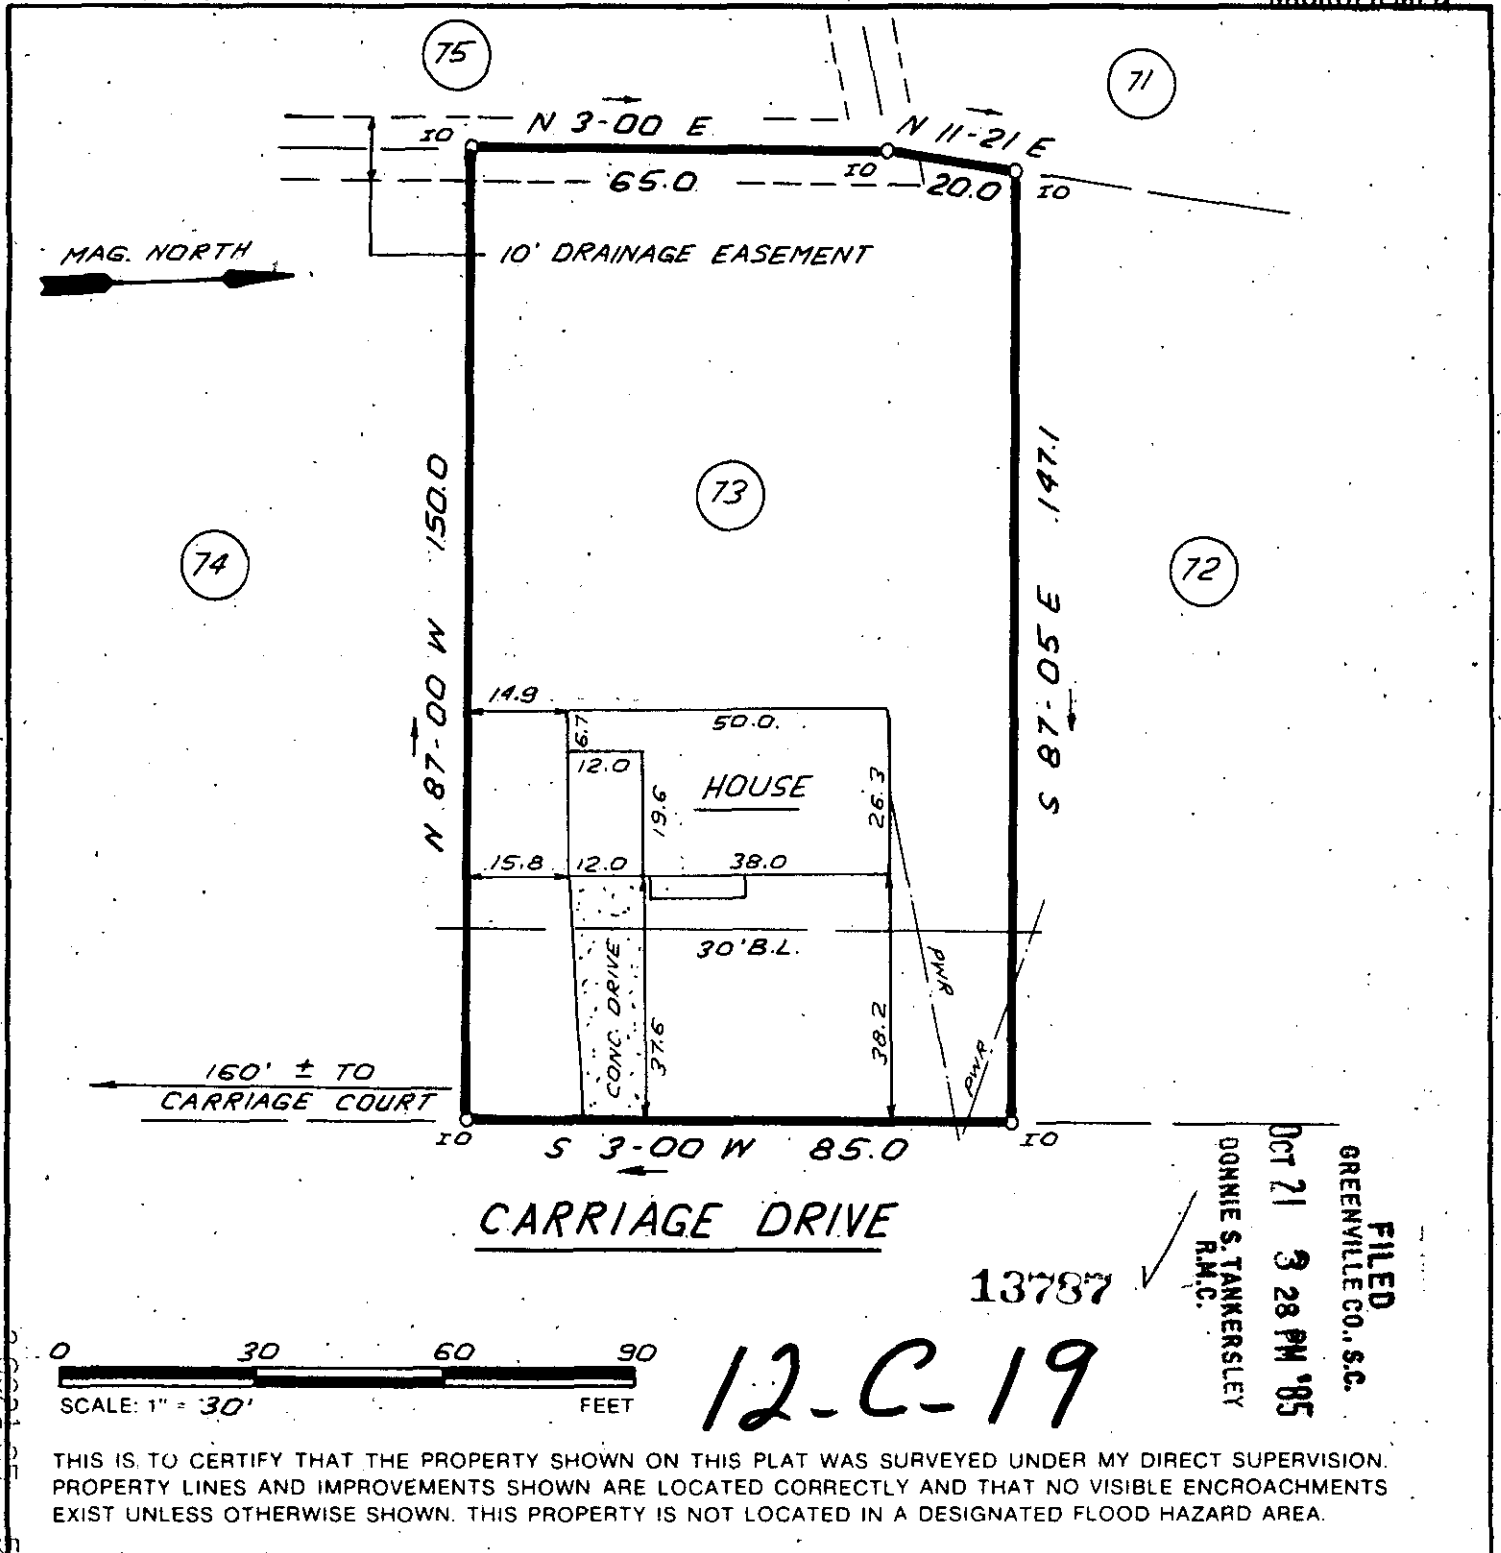 75
71
N 3-00 E
N 11-21 E
IO
65.0
IO
20.0
IO
MAG. NORTH
10' DRAINAGE EASEMENT
N 87-00 W 150.0
73
S 87-05 E 147.1
74
72
14.9
6.7
50.0
12.0
HOUSE
19.6
26.3
15.8
12.0
38.0
30' B.L.
CONC. DRIVE
37.6
38.2
PWR
PWR
160' ± TO
CARRIAGE COURT
IO
S 3-00 W 85.0
IO
CARRIAGE DRIVE
13787
FILED
GREENVILLE CO., S.C.
OCT 21 3 28 PM '85
DONNIE S. TANKERSLEY
R.M.C.
0 30 60 90
SCALE: 1" = 30' FEET
12-C-19
THIS IS TO CERTIFY THAT THE PROPERTY SHOWN ON THIS PLAT WAS SURVEYED UNDER MY DIRECT SUPERVISION.
PROPERTY LINES AND IMPROVEMENTS SHOWN ARE LOCATED CORRECTLY AND THAT NO VISIBLE ENCROACHMENTS
EXIST UNLESS OTHERWISE SHOWN. THIS PROPERTY IS NOT LOCATED IN A DESIGNATED FLOOD HAZARD AREA.